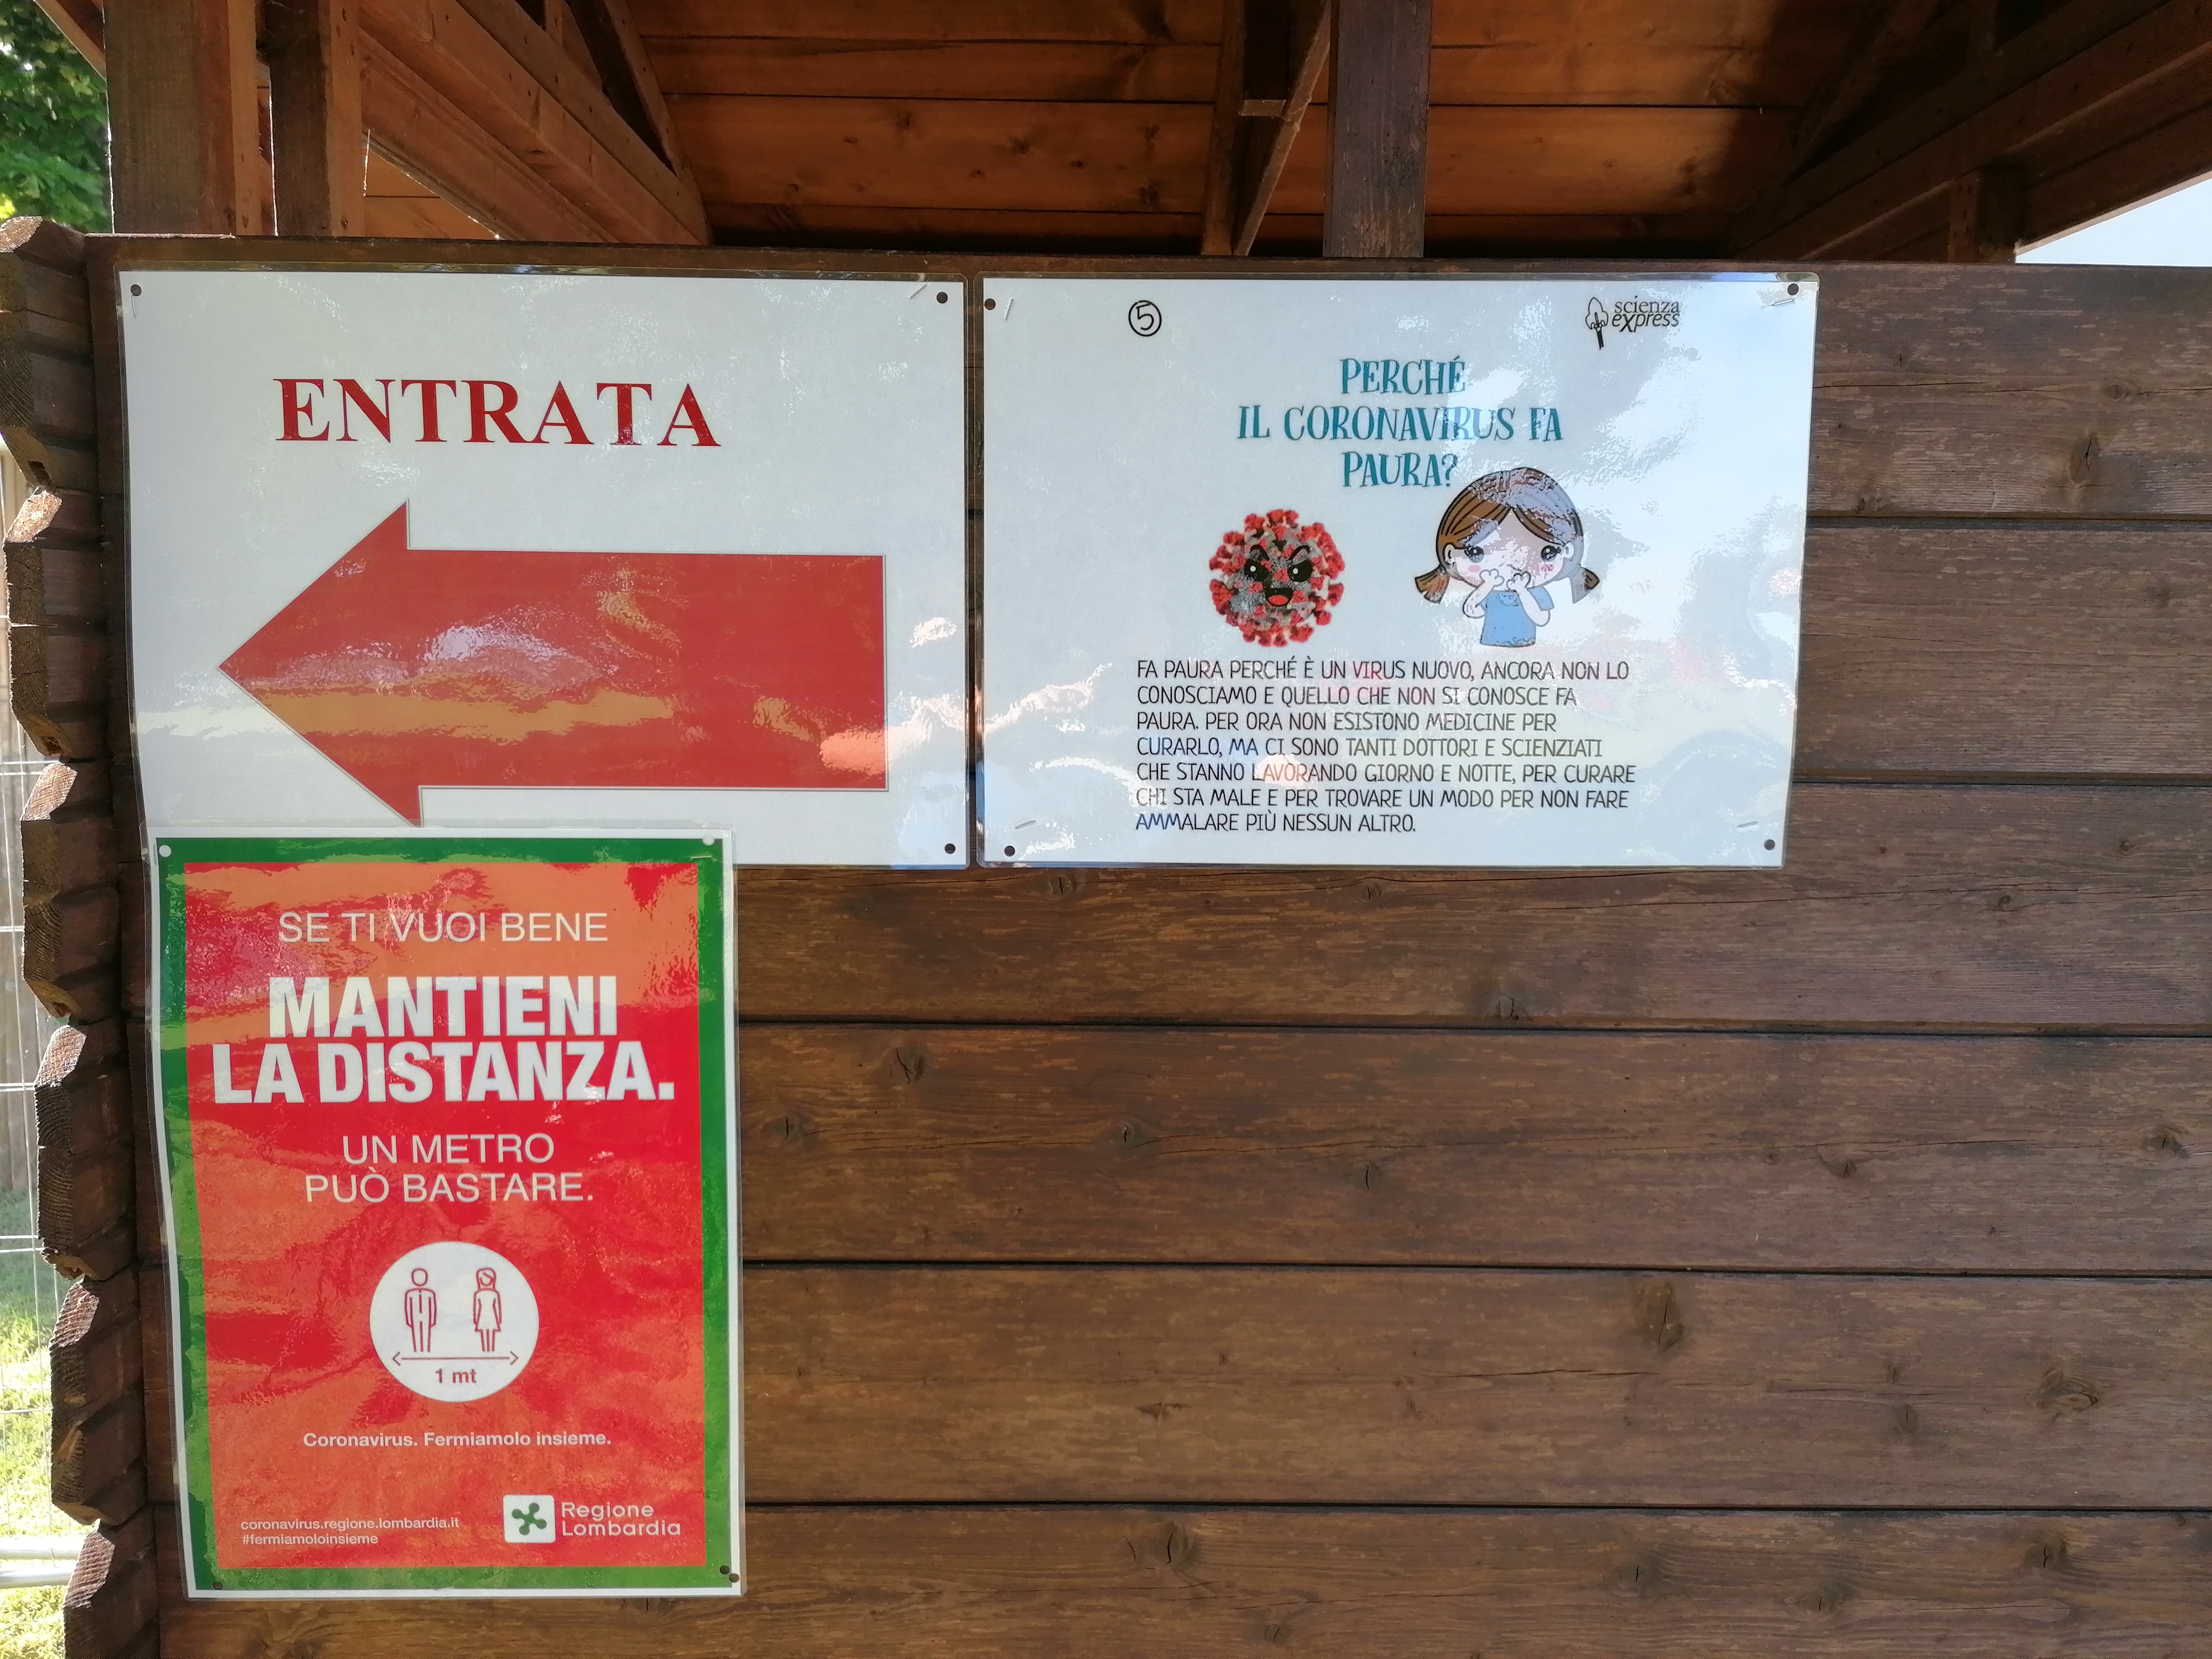 ENTRATA
5
scienza
express
PERCHÉ
IL CORONAVIRUS FA
PAURA?
FA PAURA PERCHÉ È UN VIRUS NUOVO, ANCORA NON LO
CONOSCIAMO E QUELLO CHE NON SI CONOSCE FA
PAURA. PER ORA NON ESISTONO MEDICINE PER
CURARLO, MA CI SONO TANTI DOTTORI E SCIENZIATI
CHE STANNO LAVORANDO GIORNO E NOTTE, PER CURARE
CHI STA MALE E PER TROVARE UN MODO PER NON FARE
AMMALARE PIÙ NESSUN ALTRO.
SE TI VUOI BENE
MANTIENI
LA DISTANZA.
UN METRO
PUÒ BASTARE.
1 mt
Coronavirus. Fermiamolo insieme.
coronavirus.regione.lombardia.it
#fermiamoloinsieme
Regione
Lombardia